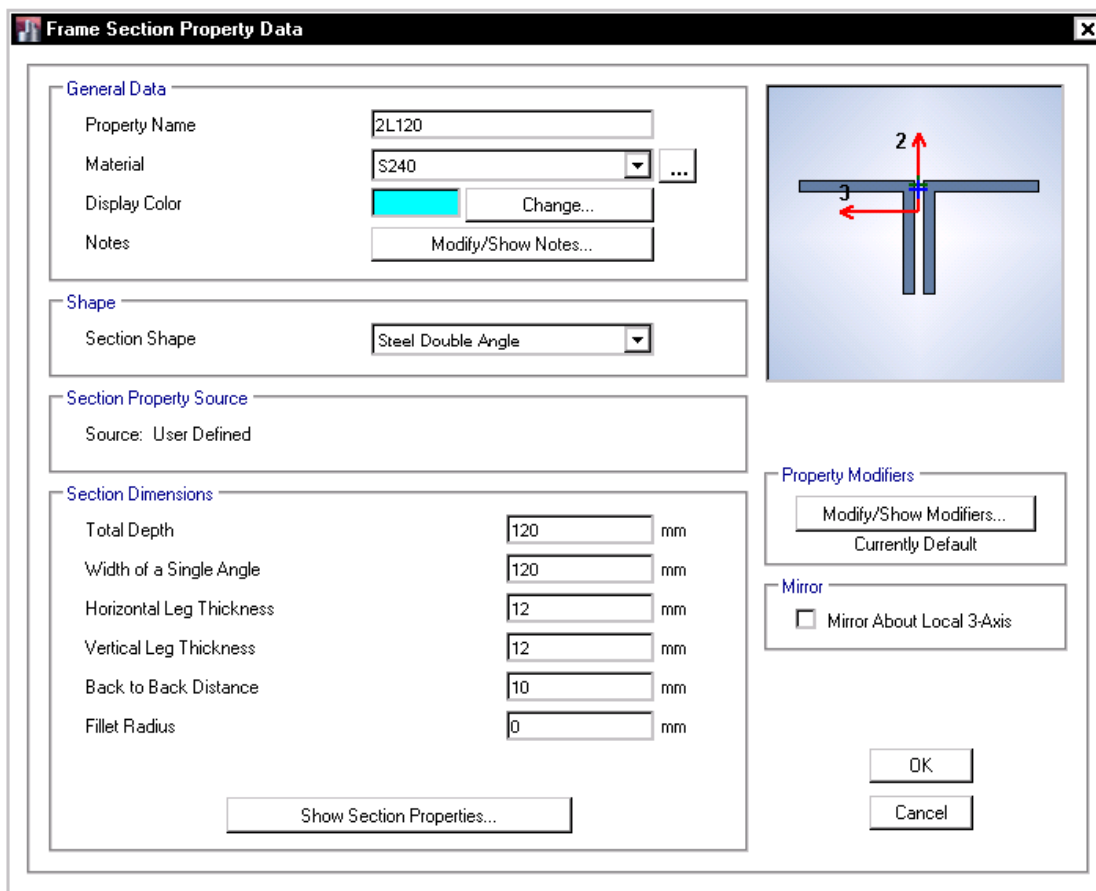 Frame Section Property Data
General Data
Property Name
2L120
Material
S240
...
Display Color
Change...
Notes
Modify/Show Notes...
2
3
Shape
Section Shape
Steel Double Angle
Section Property Source
Source: User Defined
Section Dimensions
Total Depth
120
mm
Width of a Single Angle
120
mm
Horizontal Leg Thickness
12
mm
Vertical Leg Thickness
12
mm
Back to Back Distance
10
mm
Fillet Radius
0
mm
Show Section Properties...
Property Modifiers
Modify/Show Modifiers...
Currently Default
Mirror
Mirror About Local 3-Axis
OK
Cancel